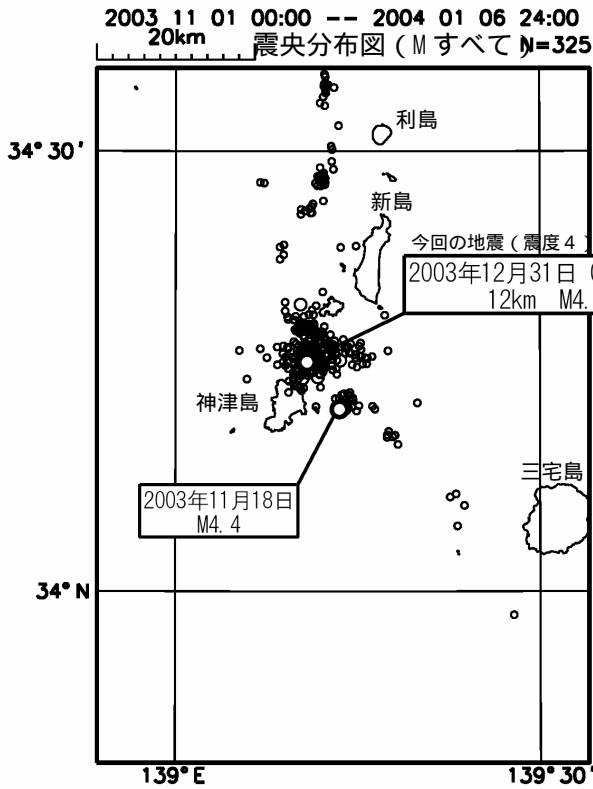 2003 11 01 00:00 -- 2004 01 06 24:00
20km
震央分布図(Mすべて) N=325
利島
34°30′
新島
今回の地震(震度4)
2003年12月31日
12km M4.
神津島
三宅島
2003年11月18日
M4.4
34°N
139°E
139°30′